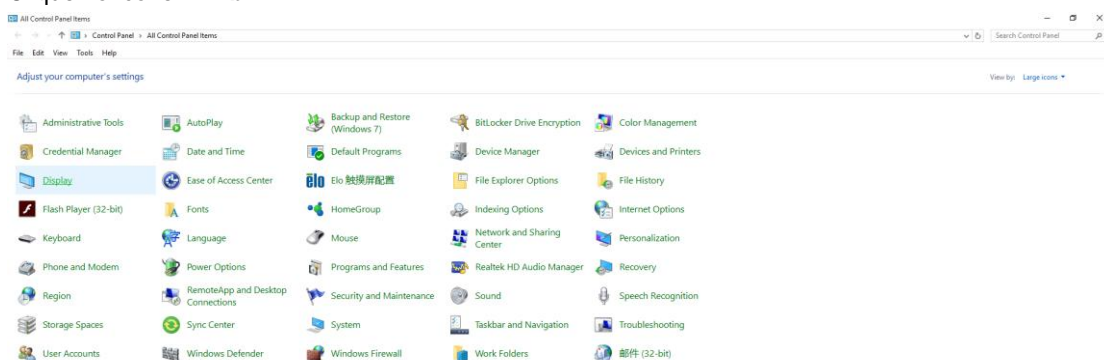 All Control Panel Items
Control Panel > All Control Panel Items
Search Control Panel
File Edit View Tools Help
Adjust your computer's settings
View by: Large icons
Administrative Tools
AutoPlay
Backup and Restore
(Windows 7)
BitLocker Drive Encryption
Color Management
Credential Manager
Date and Time
Default Programs
Device Manager
Devices and Printers
Display
Ease of Access Center
elo
Elo 触摸屏配置
File Explorer Options
File History
Flash Player (32-bit)
Fonts
HomeGroup
Indexing Options
Internet Options
Keyboard
Language
Mouse
Network and Sharing
Center
Personalization
Phone and Modem
Power Options
Programs and Features
Realtek HD Audio Manager
Recovery
Region
RemoteApp and Desktop
Connections
Security and Maintenance
Sound
Speech Recognition
Storage Spaces
Sync Center
System
Taskbar and Navigation
Troubleshooting
User Accounts
Windows Defender
Windows Firewall
Work Folders
邮件 (32-bit)